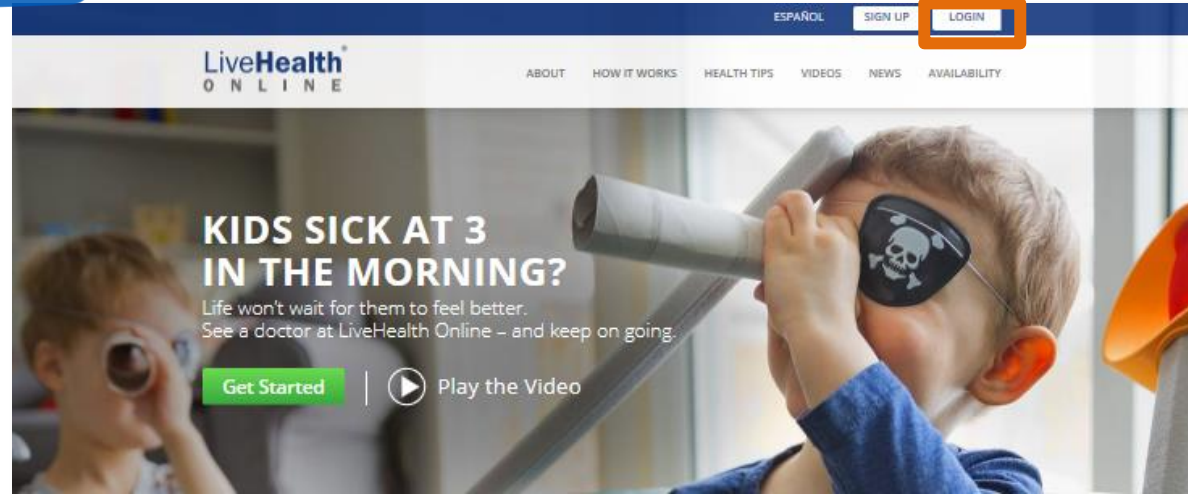 ESPAÑOL SIGN UP LOGIN
LiveHealth®
ONLINE
ABOUT HOW IT WORKS HEALTH TIPS VIDEOS NEWS AVAILABILITY
KIDS SICK AT 3
IN THE MORNING?
Life won't wait for them to feel better.
See a doctor at LiveHealth Online – and keep on going.
Get Started | Play the Video